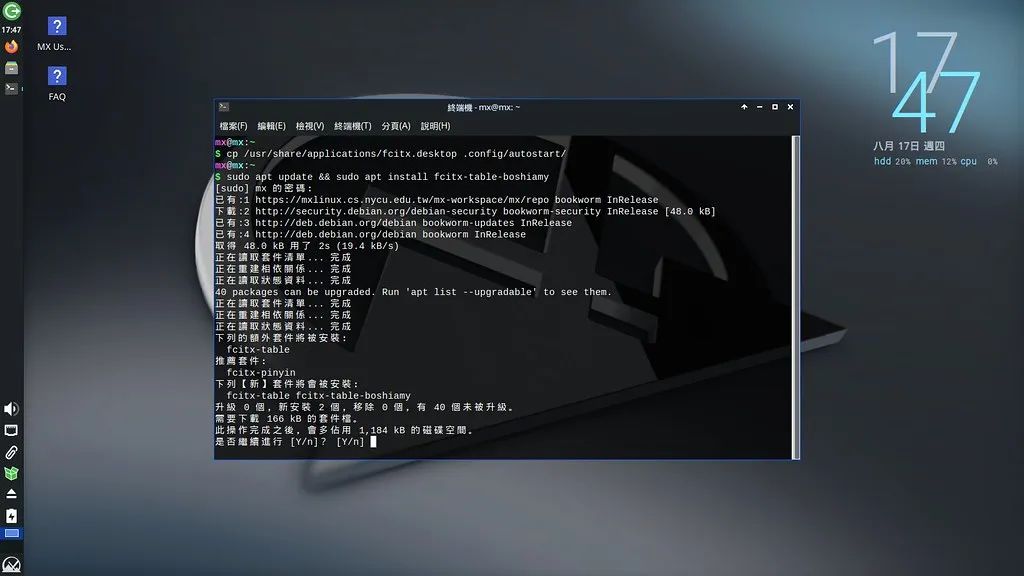 17:47
MX Us...
FAQ
17
47
八月 17日 週四
hdd 20% mem 12% cpu 0%
終端機 - mx@mx: ~
檔案(F) 編輯(E) 檢視(V) 終端機(T) 分頁(A) 說明(H)
mx@mx:~
$ cp /usr/share/applications/fcitx.desktop .config/autostart/
mx@mx:~
$ sudo apt update && sudo apt install fcitx-table-boshiamy
[sudo] mx 的密碼:
已有:1 https://mxlinux.cs.nycu.edu.tw/mx-workspace/mx/repo bookworm InRelease
下載:2 http://security.debian.org/debian-security bookworm-security InRelease [48.0 kB]
已有:3 http://deb.debian.org/debian bookworm-updates InRelease
已有:4 http://deb.debian.org/debian bookworm InRelease
取得 48.0 kB 用了 2s (19.4 kB/s)
正在讀取套件清單... 完成
正在重建相依關係... 完成
正在讀取狀態資料... 完成
40 packages can be upgraded. Run 'apt list --upgradable' to see them.
正在讀取套件清單... 完成
正在重建相依關係... 完成
正在讀取狀態資料... 完成
下列的額外套件將被安裝:
fcitx-table
推薦套件:
fcitx-pinyin
下列【新】套件將會被安裝:
fcitx-table fcitx-table-boshiamy
升級 0 個, 新安裝 2 個, 移除 0 個, 有 40 個未被升級。
需要下載 166 kB 的套件檔。
此操作完成之後, 會多佔用 1,184 kB 的磁碟空間。
是否繼續進行 [Y/n]? [Y/n]